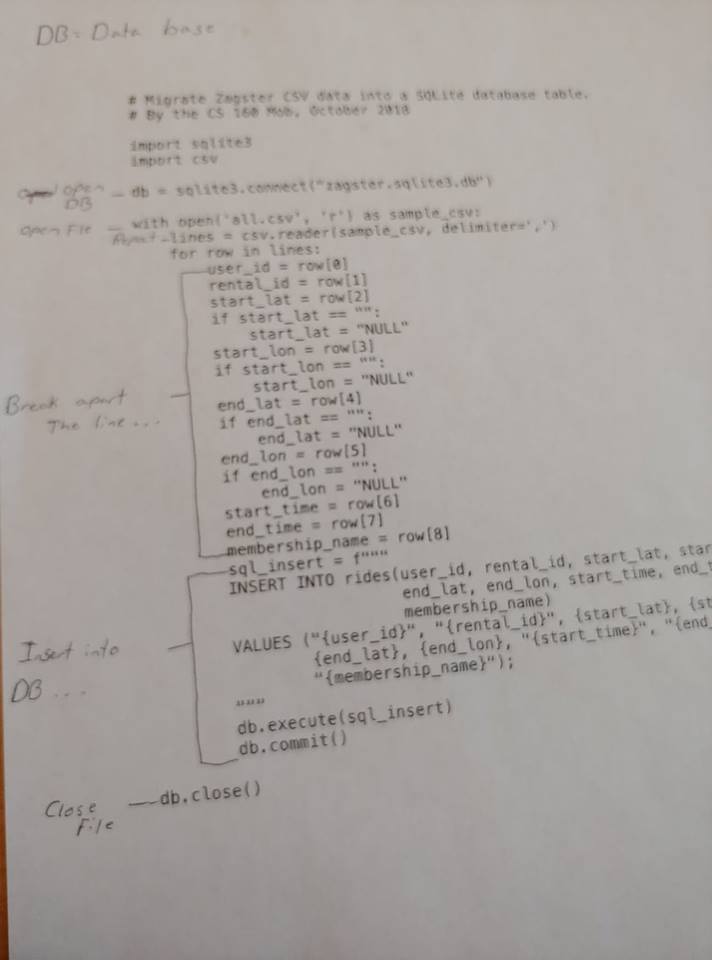 DB = Data base
# Migrate Zagster CSV data into a SQLite database table.
# By the CS 160 Mob, October 2018
import sqlite3
import csv
open DB
db = sqlite3.connect("zagster.sqlite3.db")
open File
with open('all.csv', 'r') as sample_csv:
lines = csv.reader(sample_csv, delimiter=',')
for row in lines:
user_id = row[0]
rental_id = row[1]
start_lat = row[2]
if start_lat == "":
start_lat = "NULL"
start_lon = row[3]
if start_lon == "":
start_lon = "NULL"
end_lat = row[4]
if end_lat == "":
end_lat = "NULL"
end_lon = row[5]
if end_lon == "":
end_lon = "NULL"
start_time = row[6]
end_time = row[7]
membership_name = row[8]
Break apart
The line...
sql_insert = f"""
INSERT INTO rides(user_id, rental_id, start_lat, star
end_lat, end_lon, start_time, end_t
membership_name)
VALUES ("{user_id}", "{rental_id}", {start_lat}, {st
{end_lat}, {end_lon}, "{start_time}", "{end_
"{membership_name}");
"""
db.execute(sql_insert)
db.commit()
Insert into
DB ...
db.close()
Close
File